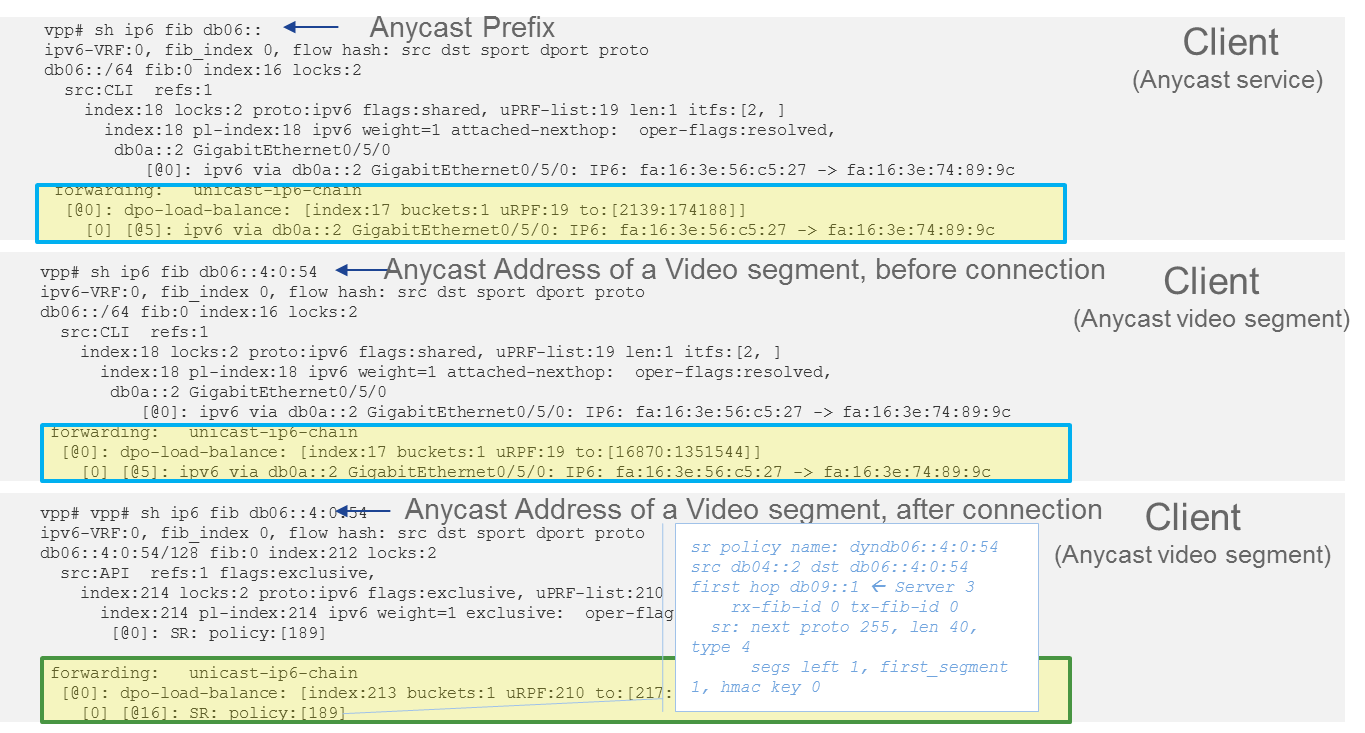 vpp# sh ip6 fib db06:: Anycast Prefix
ipv6-VRF:0, fib_index 0, flow hash: src dst sport dport proto
db06::/64 fib:0 index:16 locks:2
src:CLI refs:1
index:18 locks:2 proto:ipv6 flags:shared, uPRF-list:19 len:1 itfs:[2, ]
index:18 pl-index:18 ipv6 weight=1 attached-nexthop: oper-flags:resolved,
db0a::2 GigabitEthernet0/5/0
[@0]: ipv6 via db0a::2 GigabitEthernet0/5/0: IP6: fa:16:3e:56:c5:27 -> fa:16:3e:74:89:9c
forwarding: unicast-ip6-chain
[@0]: dpo-load-balance: [index:17 buckets:1 uRPF:19 to:[2139:174188]]
[0] [@5]: ipv6 via db0a::2 GigabitEthernet0/5/0: IP6: fa:16:3e:56:c5:27 -> fa:16:3e:74:89:9c
Client
(Anycast service)
vpp# sh ip6 fib db06::4:0:54 Anycast Address of a Video segment, before connection
ipv6-VRF:0, fib_index 0, flow hash: src dst sport dport proto
db06::/64 fib:0 index:16 locks:2
src:CLI refs:1
index:18 locks:2 proto:ipv6 flags:shared, uPRF-list:19 len:1 itfs:[2, ]
index:18 pl-index:18 ipv6 weight=1 attached-nexthop: oper-flags:resolved,
db0a::2 GigabitEthernet0/5/0
[@0]: ipv6 via db0a::2 GigabitEthernet0/5/0: IP6: fa:16:3e:56:c5:27 -> fa:16:3e:74:89:9c
forwarding: unicast-ip6-chain
[@0]: dpo-load-balance: [index:17 buckets:1 uRPF:19 to:[16870:1351544]]
[0] [@5]: ipv6 via db0a::2 GigabitEthernet0/5/0: IP6: fa:16:3e:56:c5:27 -> fa:16:3e:74:89:9c
Client
(Anycast video segment)
vpp# vpp# sh ip6 fib db06::4:0:54 Anycast Address of a Video segment, after connection
ipv6-VRF:0, fib_index 0, flow hash: src dst sport dport proto
db06::4:0:54/128 fib:0 index:212 locks:2
src:API refs:1 flags:exclusive,
index:214 locks:2 proto:ipv6 flags:exclusive, uPRF-list:210
index:214 pl-index:214 ipv6 weight=1 exclusive: oper-flag
[@0]: SR: policy:[189]
forwarding: unicast-ip6-chain
[@0]: dpo-load-balance: [index:213 buckets:1 uRPF:210 to:[217:
[0] [@16]: SR: policy:[189]
sr policy name: dyndb06::4:0:54
src db04::2 dst db06::4:0:54
first hop db09::1 ← Server 3
rx-fib-id 0 tx-fib-id 0
sr: next proto 255, len 40,
type 4
segs left 1, first_segment
1, hmac key 0
Client
(Anycast video segment)